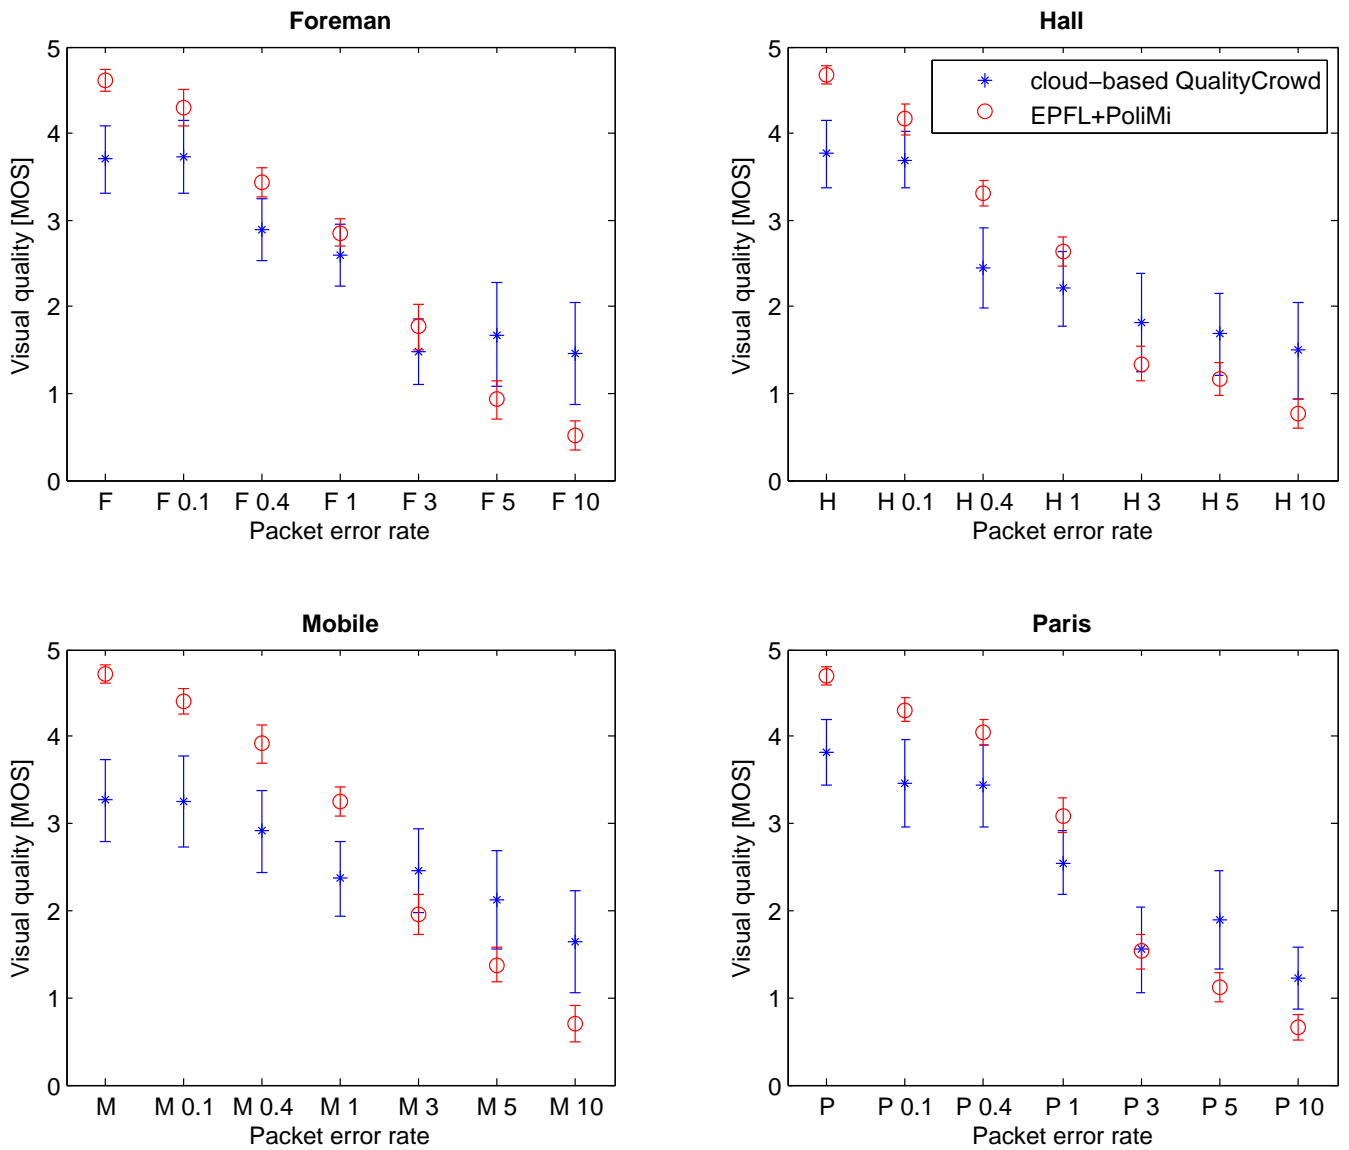 Foreman
Visual quality [MOS]
5
4
3
2
1
0
F F 0.1 F 0.4 F 1 F 3 F 5 F 10
Packet error rate
Hall
cloud−based QualityCrowd
EPFL+PoliMi
Visual quality [MOS]
5
4
3
2
1
0
H H 0.1 H 0.4 H 1 H 3 H 5 H 10
Packet error rate
Mobile
Visual quality [MOS]
5
4
3
2
1
0
M M 0.1 M 0.4 M 1 M 3 M 5 M 10
Packet error rate
Paris
Visual quality [MOS]
5
4
3
2
1
0
P P 0.1 P 0.4 P 1 P 3 P 5 P 10
Packet error rate